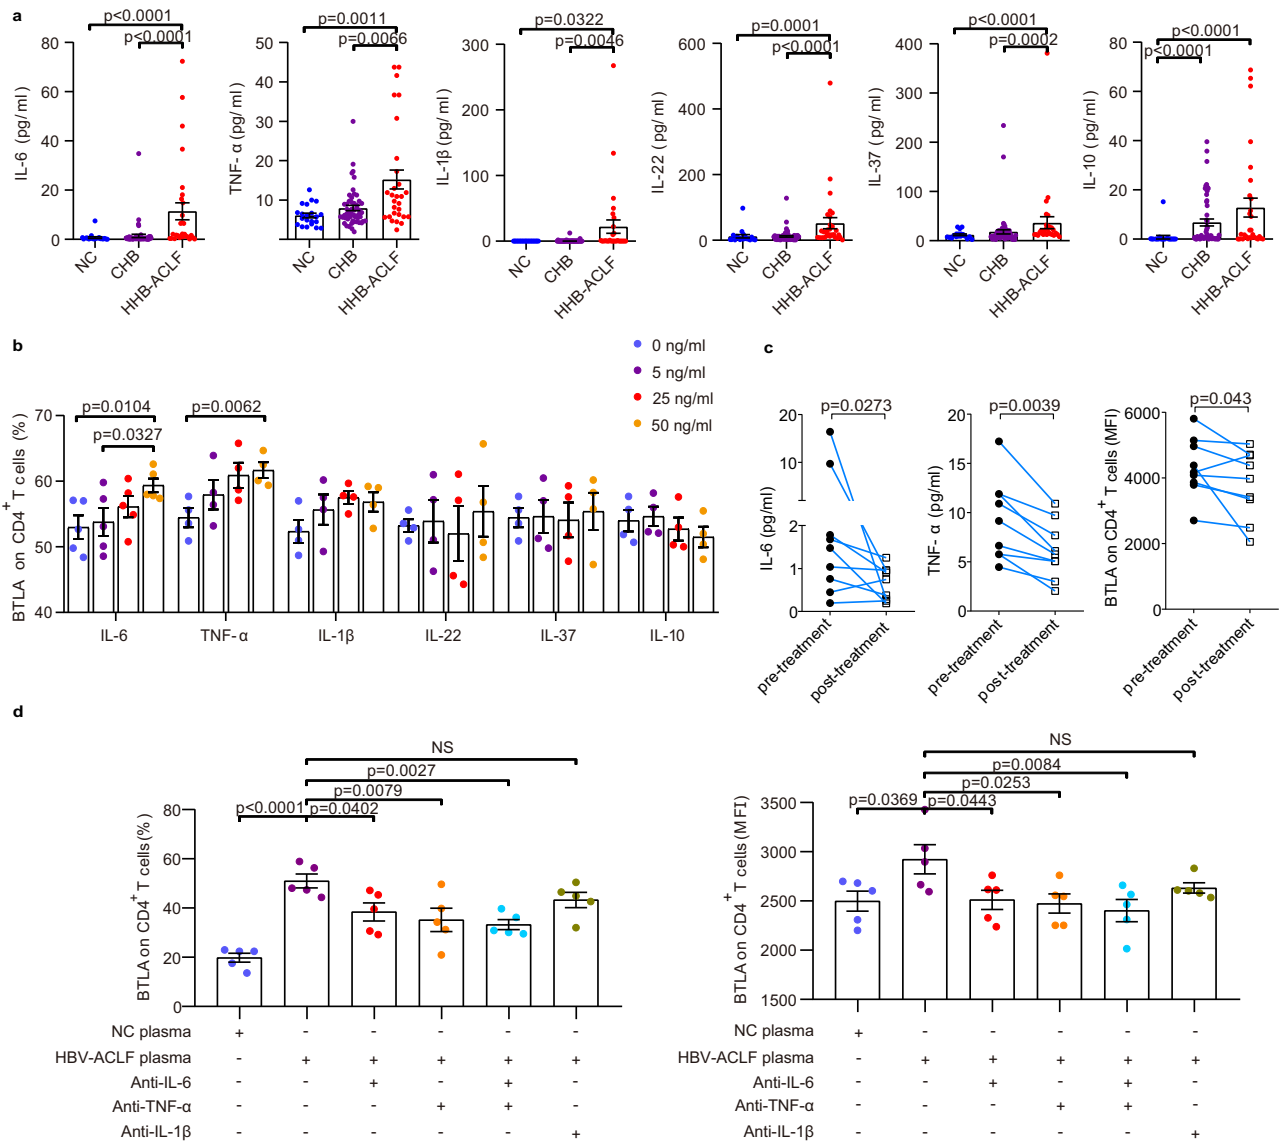 a
p<0.0001
p<0.0001
IL-6 (pg/ml)
80
60
40
20
0
NC
CHB
HHB-ACLF
p=0.0011
p=0.0066
TNF- α (pg/ml)
50
40
30
20
10
NC
CHB
HHB-ACLF
p=0.0322
p=0.0046
IL-1β (pg/ml)
300
200
100
0
NC
CHB
HHB-ACLF
p=0.0001
p<0.0001
IL-22 (pg/ml)
600
400
200
0
NC
CHB
HHB-ACLF
p<0.0001
p=0.0002
IL-37 (pg/ml)
400
300
200
100
0
NC
CHB
HHB-ACLF
p<0.0001
p<0.0001
IL-10 (pg/ml)
80
60
40
20
0
NC
CHB
HHB-ACLF
b
0 ng/ml
5 ng/ml
25 ng/ml
50 ng/ml
p=0.0104
p=0.0327
p=0.0062
BTLA on CD4+ T cells (%)
70
60
50
40
IL-6
TNF-α
IL-1β
IL-22
IL-37
IL-10
c
p=0.0273
IL-6 (pg/ml)
20
10
2
1
0
pre-treatment
post-treatment
p=0.0039
TNF- α (pg/ml)
20
15
10
5
0
pre-treatment
post-treatment
p=0.043
BTLA on CD4+ T cells (MFI)
6000
4000
2000
0
pre-treatment
post-treatment
d
NS
p=0.0027
p=0.0079
p<0.0001 p=0.0402
BTLA on CD4+ T cells (%)
80
60
40
20
0
NC plasma + - - - - -
HBV-ACLF plasma - + + + + +
Anti-IL-6 - - + - + -
Anti-TNF-α - - - + + -
Anti-IL-1β - - - - - +
NS
p=0.0084
p=0.0253
p=0.0369 p=0.0443
BTLA on CD4+ T cells (MFI)
3500
3000
2500
2000
1500
NC plasma + - - - - -
HBV-ACLF plasma - + + + + +
Anti-IL-6 - - + - + -
Anti-TNF-α - - - + + -
Anti-IL-1β - - - - - +